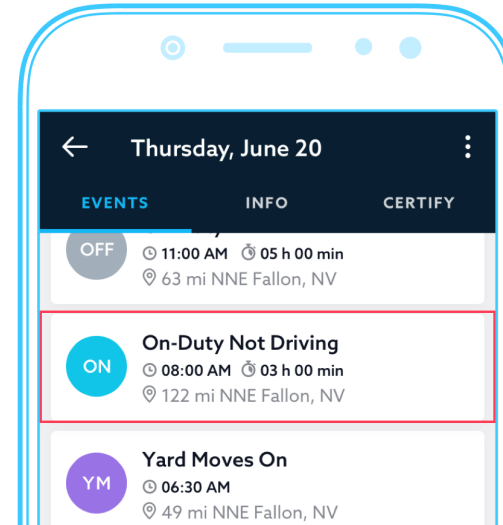 Thursday, June 20
EVENTS INFO CERTIFY
OFF
11:00 AM 05 h 00 min
63 mi NNE Fallon, NV
On-Duty Not Driving
ON
08:00 AM 03 h 00 min
122 mi NNE Fallon, NV
Yard Moves On
YM
06:30 AM
49 mi NNE Fallon, NV